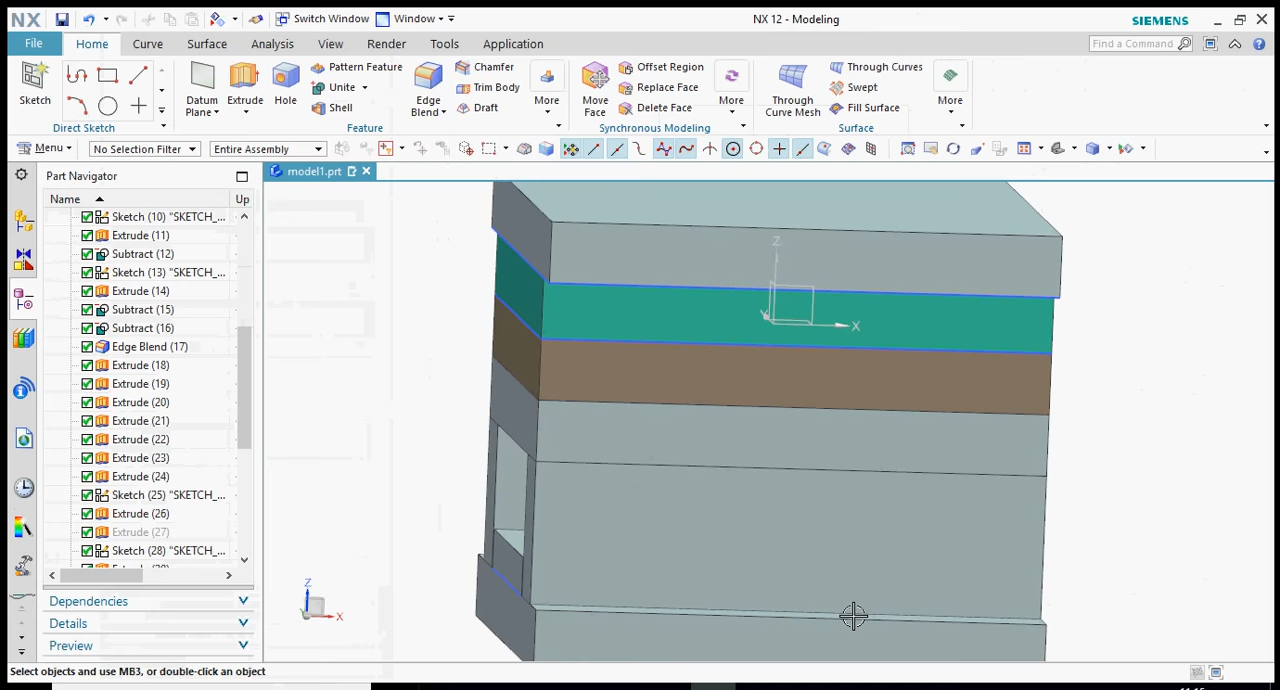 NX
Switch Window
Window
NX 12 - Modeling
SIEMENS
File
Home
Curve
Surface
Analysis
View
Render
Tools
Application
Find a Command
Sketch
Direct Sketch
Datum Plane
Extrude
Hole
Pattern Feature
Unite
Shell
Edge Blend
Chamfer
Trim Body
Draft
More
Feature
Move Face
Offset Region
Replace Face
Delete Face
More
Synchronous Modeling
Through Curve Mesh
Through Curves
Swept
Fill Surface
More
Surface
Menu
No Selection Filter
Entire Assembly
Part Navigator
model1.prt
Name
Up
Sketch (10) "SKETCH_...
Extrude (11)
Subtract (12)
Sketch (13) "SKETCH_...
Extrude (14)
Subtract (15)
Subtract (16)
Edge Blend (17)
Extrude (18)
Extrude (19)
Extrude (20)
Extrude (21)
Extrude (22)
Extrude (23)
Extrude (24)
Sketch (25) "SKETCH_...
Extrude (26)
Extrude (27)
Sketch (28) "SKETCH_...
Dependencies
Details
Preview
Z
X
Y
Z
X
Select objects and use MB3, or double-click an object